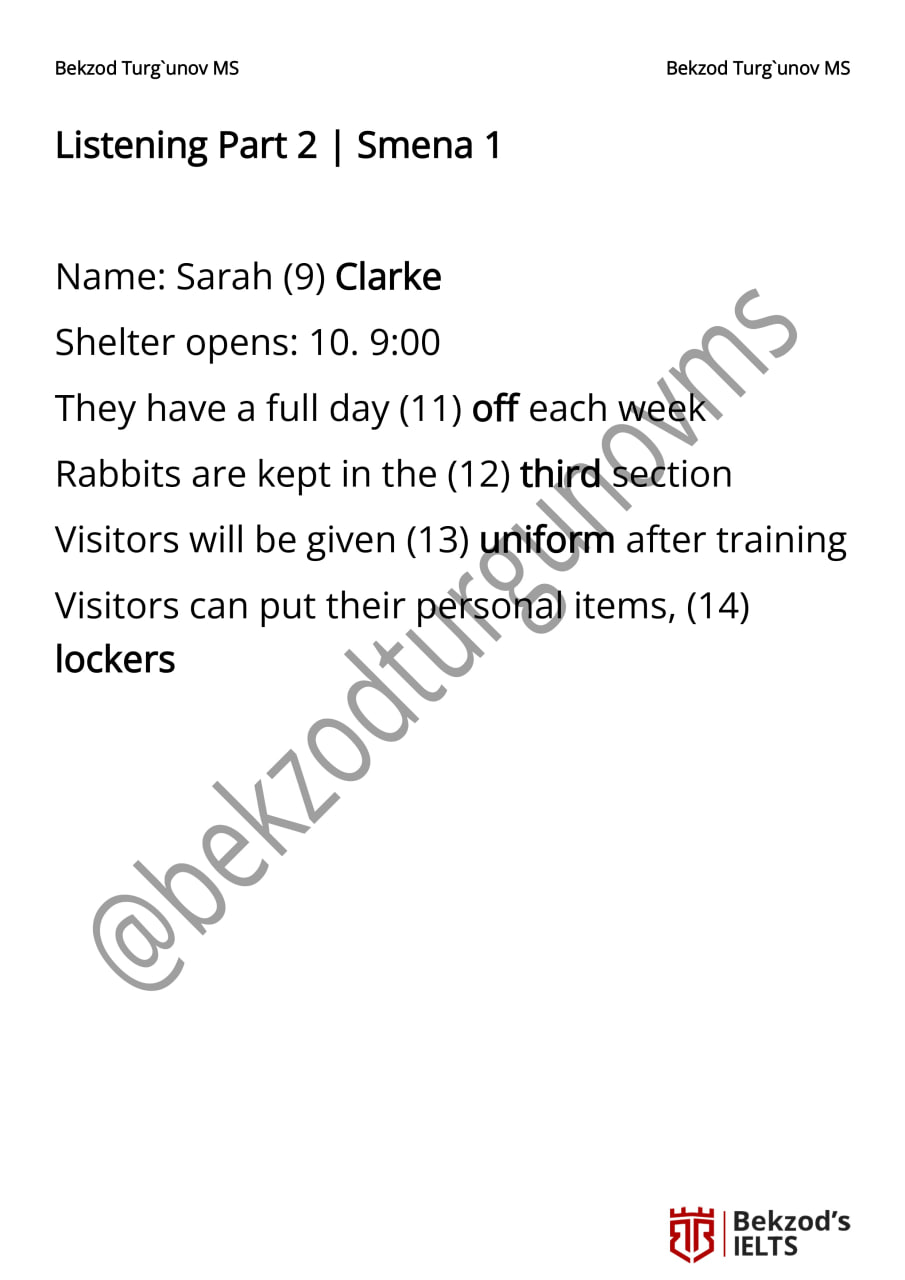 Bekzod Turg`unov MS Bekzod Turg`unov MS
Listening Part 2 | Smena 1
Name: Sarah (9) Clarke
Shelter opens: 10. 9:00
They have a full day (11) off each week
Rabbits are kept in the (12) third section
Visitors will be given (13) uniform after training
Visitors can put their personal items, (14)
lockers
@bekzodturgunovms
Bekzod’s
IELTS